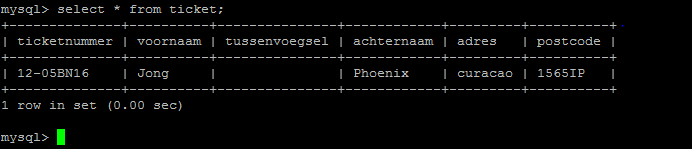 mysql> select * from ticket;
+--------------+----------+---------------+------------+---------+----------+
| ticketnummer | voornaam | tussenvoegsel | achternaam | adres   | postcode |
+--------------+----------+---------------+------------+---------+----------+
| 12-05BN16    | Jong     |               | Phoenix    | curacao | 1565IP   |
+--------------+----------+---------------+------------+---------+----------+
1 row in set (0.00 sec)
mysql>